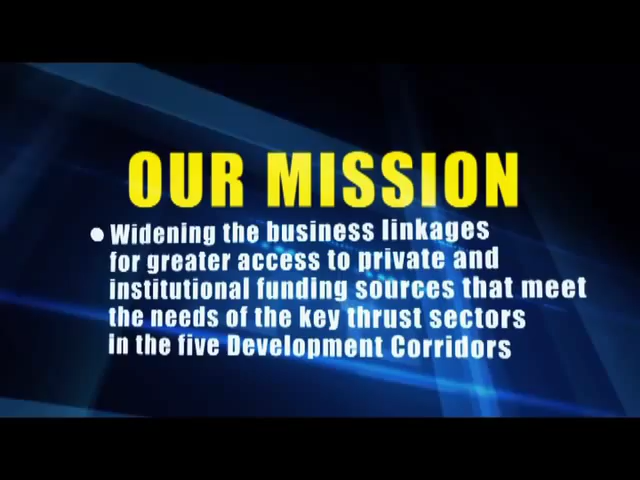 OUR MISSION
● Widening the business linkages
for greater access to private and
institutional funding sources that meet
the needs of the key thrust sectors
in the five Development Corridors